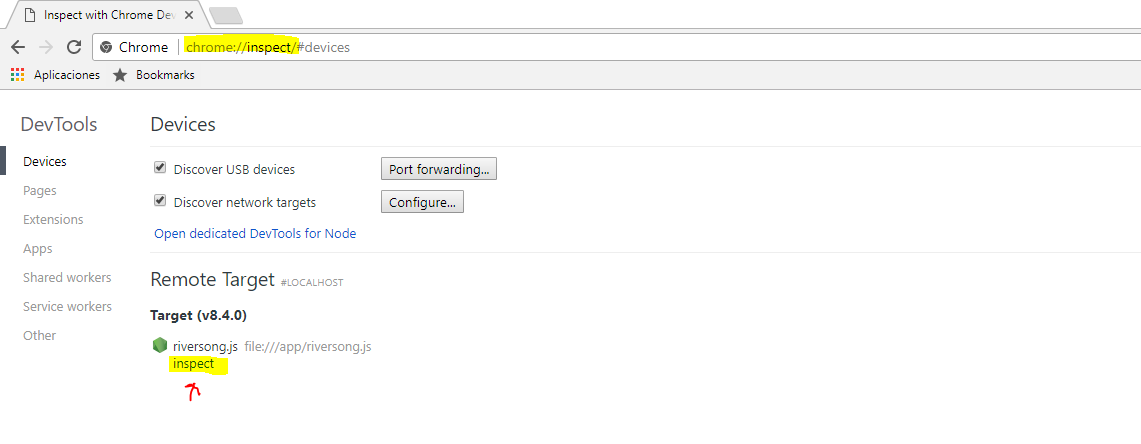 Inspect with Chrome Dev
Chrome chrome://inspect/#devices
Aplicaciones Bookmarks
DevTools
Devices
Pages
Extensions
Apps
Shared workers
Service workers
Other
Devices
Discover USB devices Port forwarding...
Discover network targets Configure...
Open dedicated DevTools for Node
Remote Target #LOCALHOST
Target (v8.4.0)
riversong.js file:///app/riversong.js
inspect